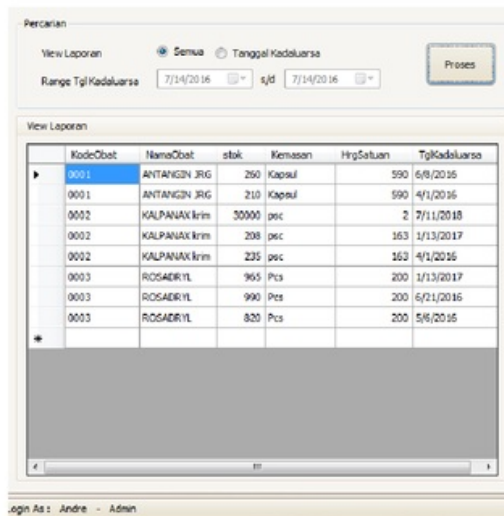 Percarian
View Laporan Semua Tanggal Kadaluarsa
Range Tgl Kadaluarsa 7/14/2016 s/d 7/14/2016
Proses
View Laporan
KodeObat NamaObat stok Kemasan HrgSatuan TglKadaluarsa
0001 ANTANGIN JRG 260 Kapsul 590 6/8/2016
0001 ANTANGIN JRG 210 Kapsul 590 4/1/2016
0002 KALPANAX krim 30000 psc 2 7/11/2018
0002 KALPANAX krim 208 psc 163 1/13/2017
0002 KALPANAX krim 235 psc 163 4/1/2016
0003 ROSADRYL 965 Pcs 200 1/13/2017
0003 ROSADRYL 990 Pcs 200 6/21/2016
0003 ROSADRYL 820 Pcs 200 5/6/2016
Login As : Andre - Admin